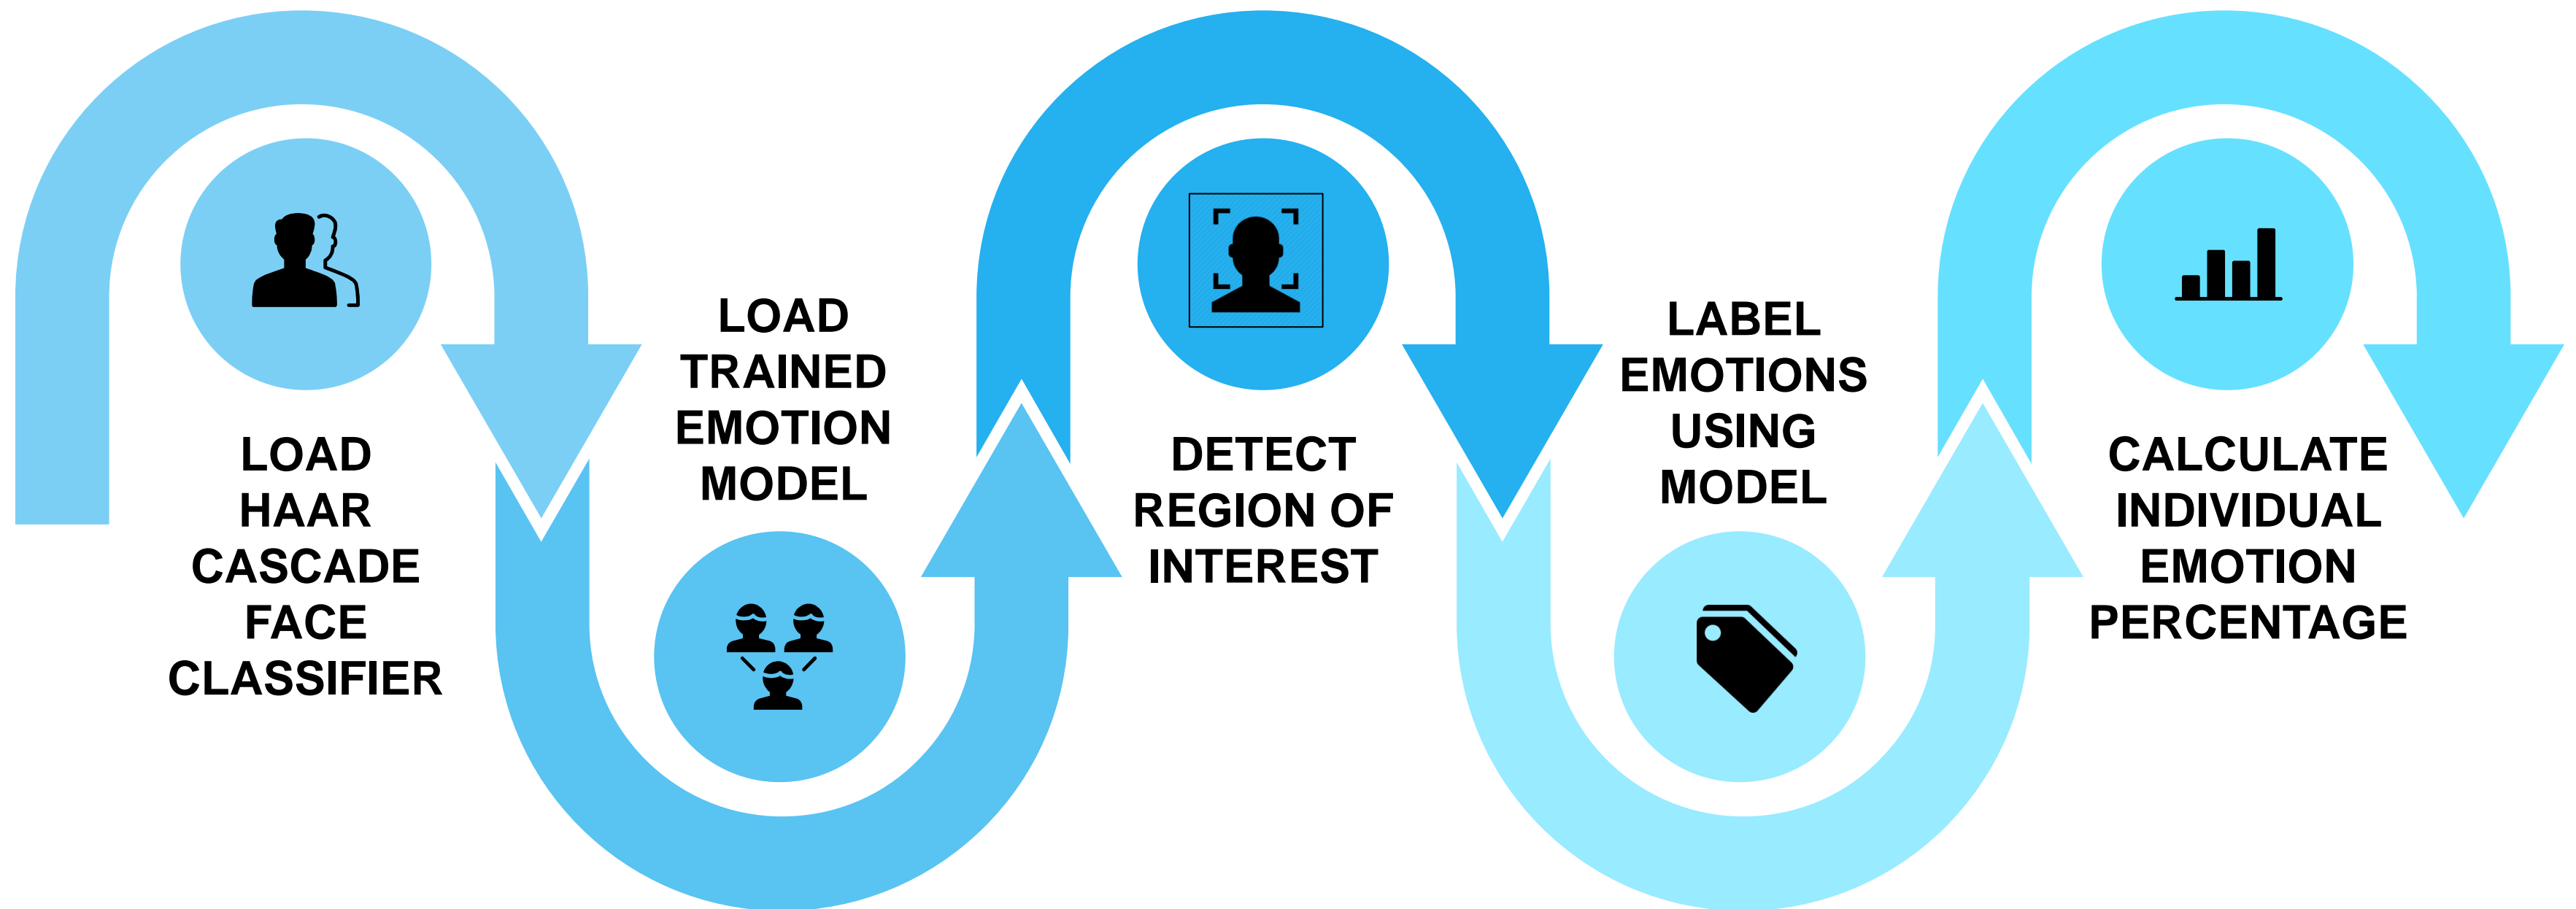 LOAD
HAAR
CASCADE
FACE
CLASSIFIER
LOAD
TRAINED
EMOTION
MODEL
DETECT
REGION OF
INTEREST
LABEL
EMOTIONS
USING
MODEL
CALCULATE
INDIVIDUAL
EMOTION
PERCENTAGE